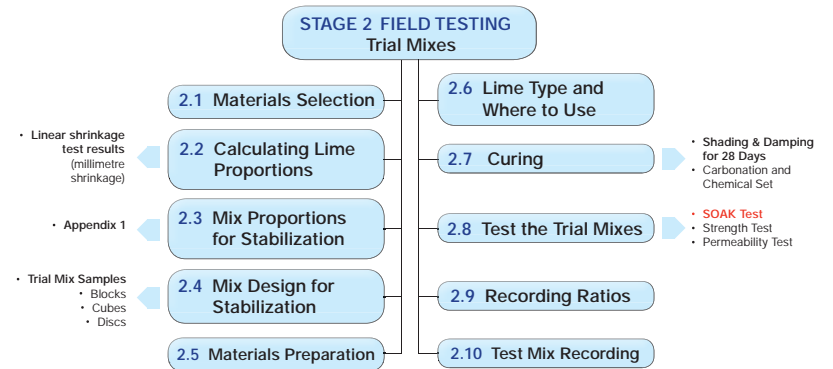 STAGE 2 FIELD TESTING
Trial Mixes
2.1 Materials Selection
• Linear shrinkage
test results
(millimetre
shrinkage)
2.2 Calculating Lime
Proportions
• Appendix 1
2.3 Mix Proportions
for Stabilization
• Trial Mix Samples
• Blocks
• Cubes
• Discs
2.4 Mix Design for
Stabilization
2.5 Materials Preparation
2.6 Lime Type and
Where to Use
2.7 Curing
• Shading & Damping
for 28 Days
• Carbonation and
Chemical Set
2.8 Test the Trial Mixes
• SOAK Test
• Strength Test
• Permeability Test
2.9 Recording Ratios
2.10 Test Mix Recording